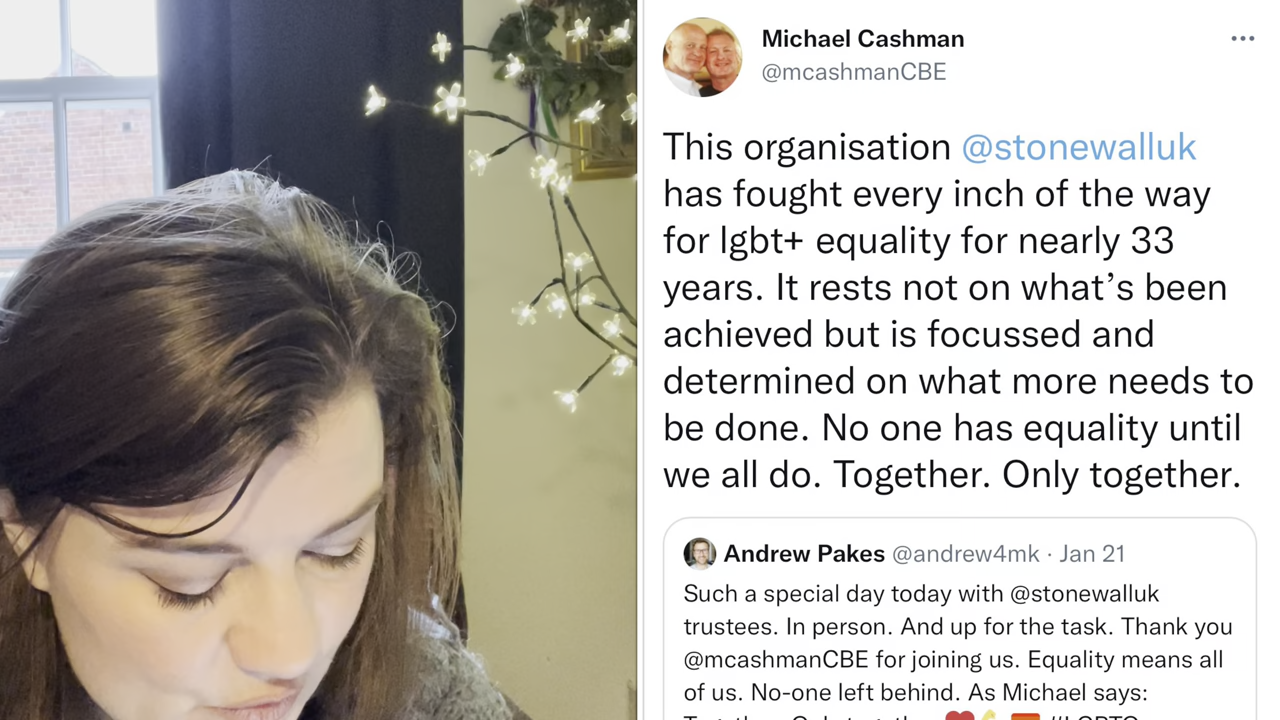 Michael Cashman
@mcashmanCBE
This organisation @stonewalluk
has fought every inch of the way
for lgbt+ equality for nearly 33
years. It rests not on what’s been
achieved but is focussed and
determined on what more needs to
be done. No one has equality until
we all do. Together. Only together.
Andrew Pakes @andrew4mk · Jan 21
Such a special day today with @stonewalluk
trustees. In person. And up for the task. Thank you
@mcashmanCBE for joining us. Equality means all
of us. No-one left behind. As Michael says: